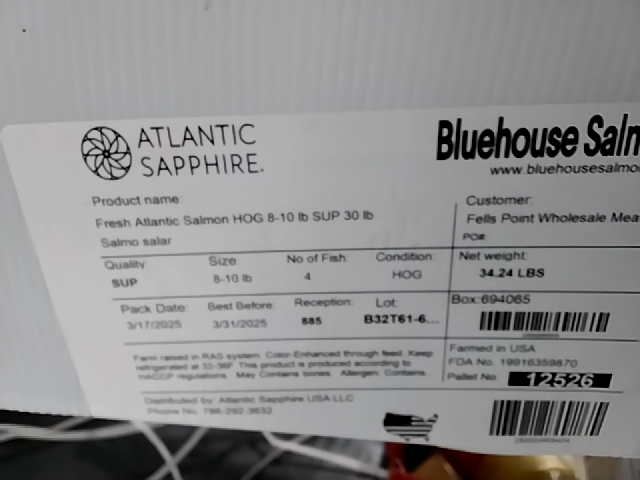 ATLANTIC
SAPPHIRE.
Bluehouse Salm
www.bluehousesalmo
Product name:
Fresh Atlantic Salmon HOG 8-10 lb SUP 30 lb
Salmo salar
Customer:
Fells Point Wholesale Mea
PO#:
Quality: Size No of Fish: Condition:
SUP 8-10 lb 4 HOG
Net weight:
34.24 LBS
Pack Date: Best Before: Reception: Lot:
3/17/2025 3/31/2025 885 B32T61-6...
Box:694065
Farm raised in RAS system. Color-Enhanced through feed. Keep
refrigerated at 32-36F. This product is produced according to
HACCP regulations. May Contains bones. Allergen: Contains.
Farmed in USA
FDA No. 19916359870
Pallet No. 12526
Distributed by: Atlantic Sapphire USA LLC
Phone No. 786-292-3632